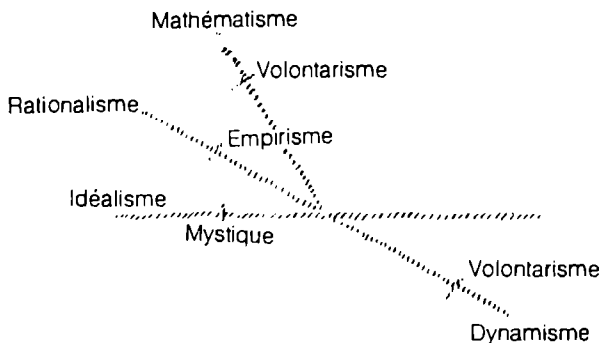 Mathématisme
Volontarisme
Rationalisme
Empirisme
Idéalisme
Mystique
Volontarisme
Dynamisme